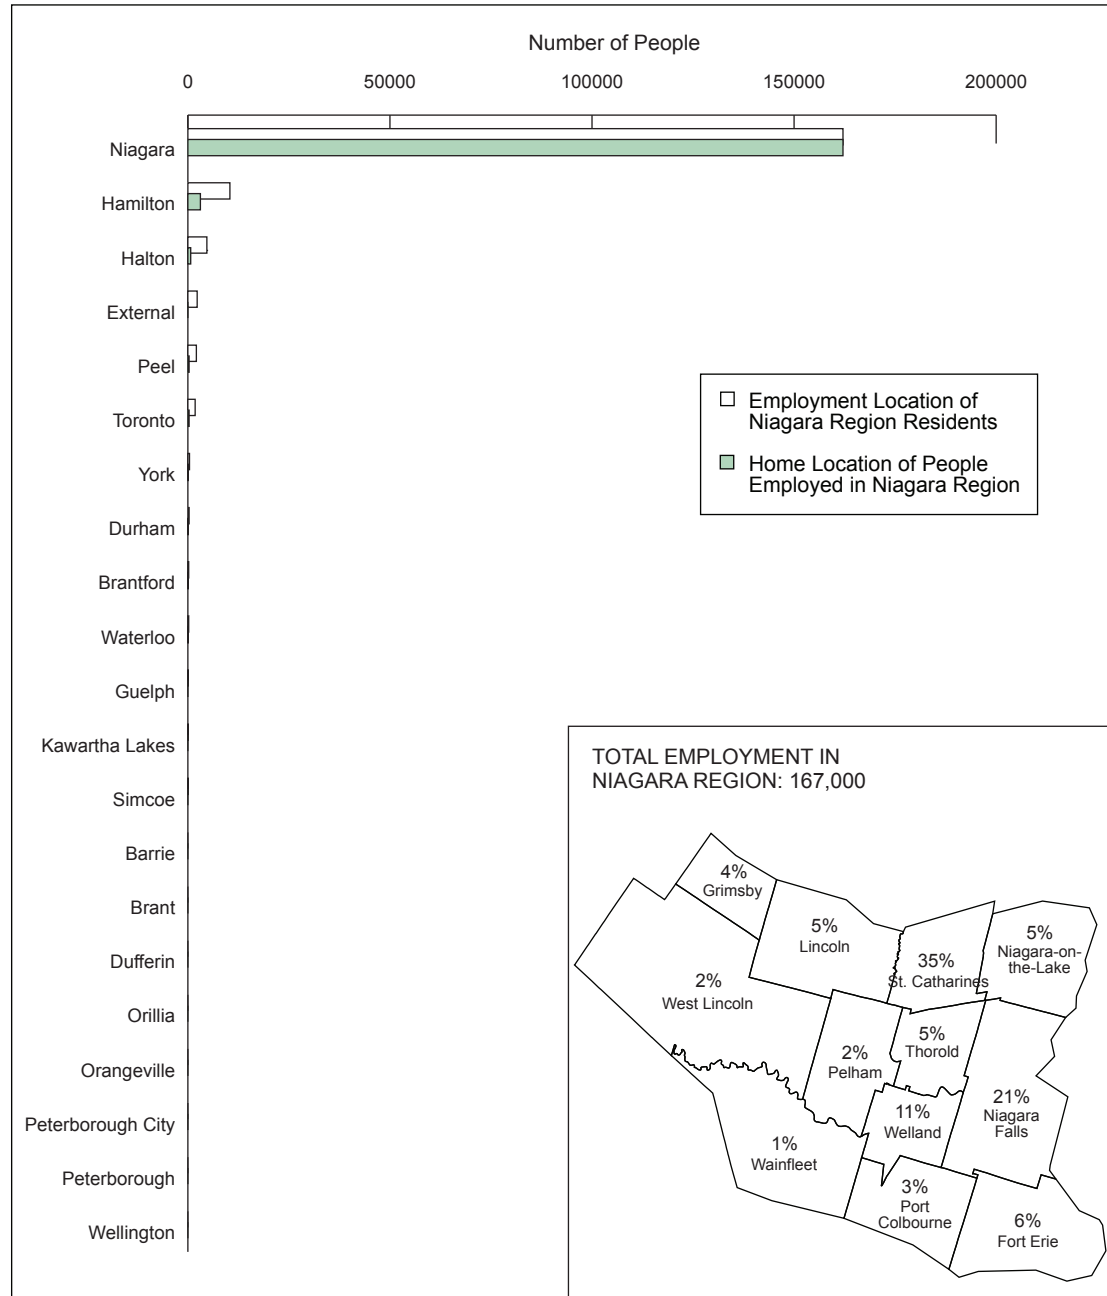 Number of People
0 50000 100000 150000 200000
Niagara
Hamilton
Halton
External
Peel
Toronto
York
Durham
Brantford
Waterloo
Guelph
Kawartha Lakes
Simcoe
Barrie
Brant
Dufferin
Orillia
Orangeville
Peterborough City
Peterborough
Wellington
Employment Location of
Niagara Region Residents
Home Location of People
Employed in Niagara Region
TOTAL EMPLOYMENT IN
NIAGARA REGION: 167,000
4%
Grimsby
5%
Lincoln
35%
St. Catharines
5%
Niagara-on-
the-Lake
2%
West Lincoln
2%
Pelham
5%
Thorold
11%
Welland
21%
Niagara
Falls
1%
Wainfleet
3%
Port
Colbourne
6%
Fort Erie